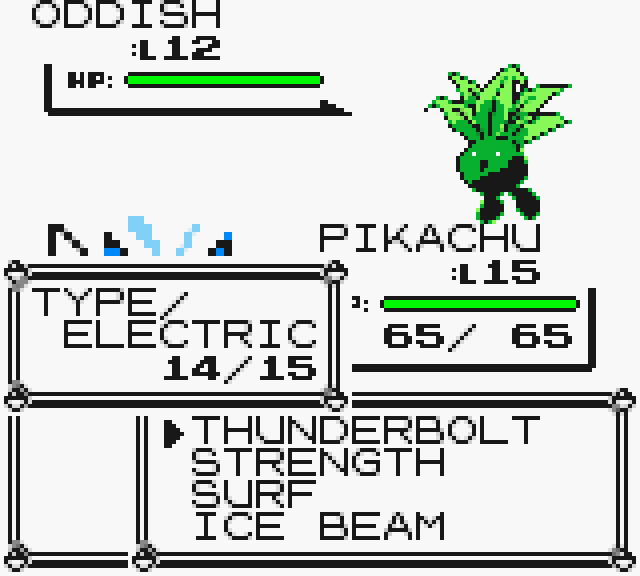 ODDISH
:L12
HP:
PIKACHU
:L15
65/ 65
TYPE/
ELECTRIC
14/15
THUNDERBOLT
STRENGTH
SURF
ICE BEAM